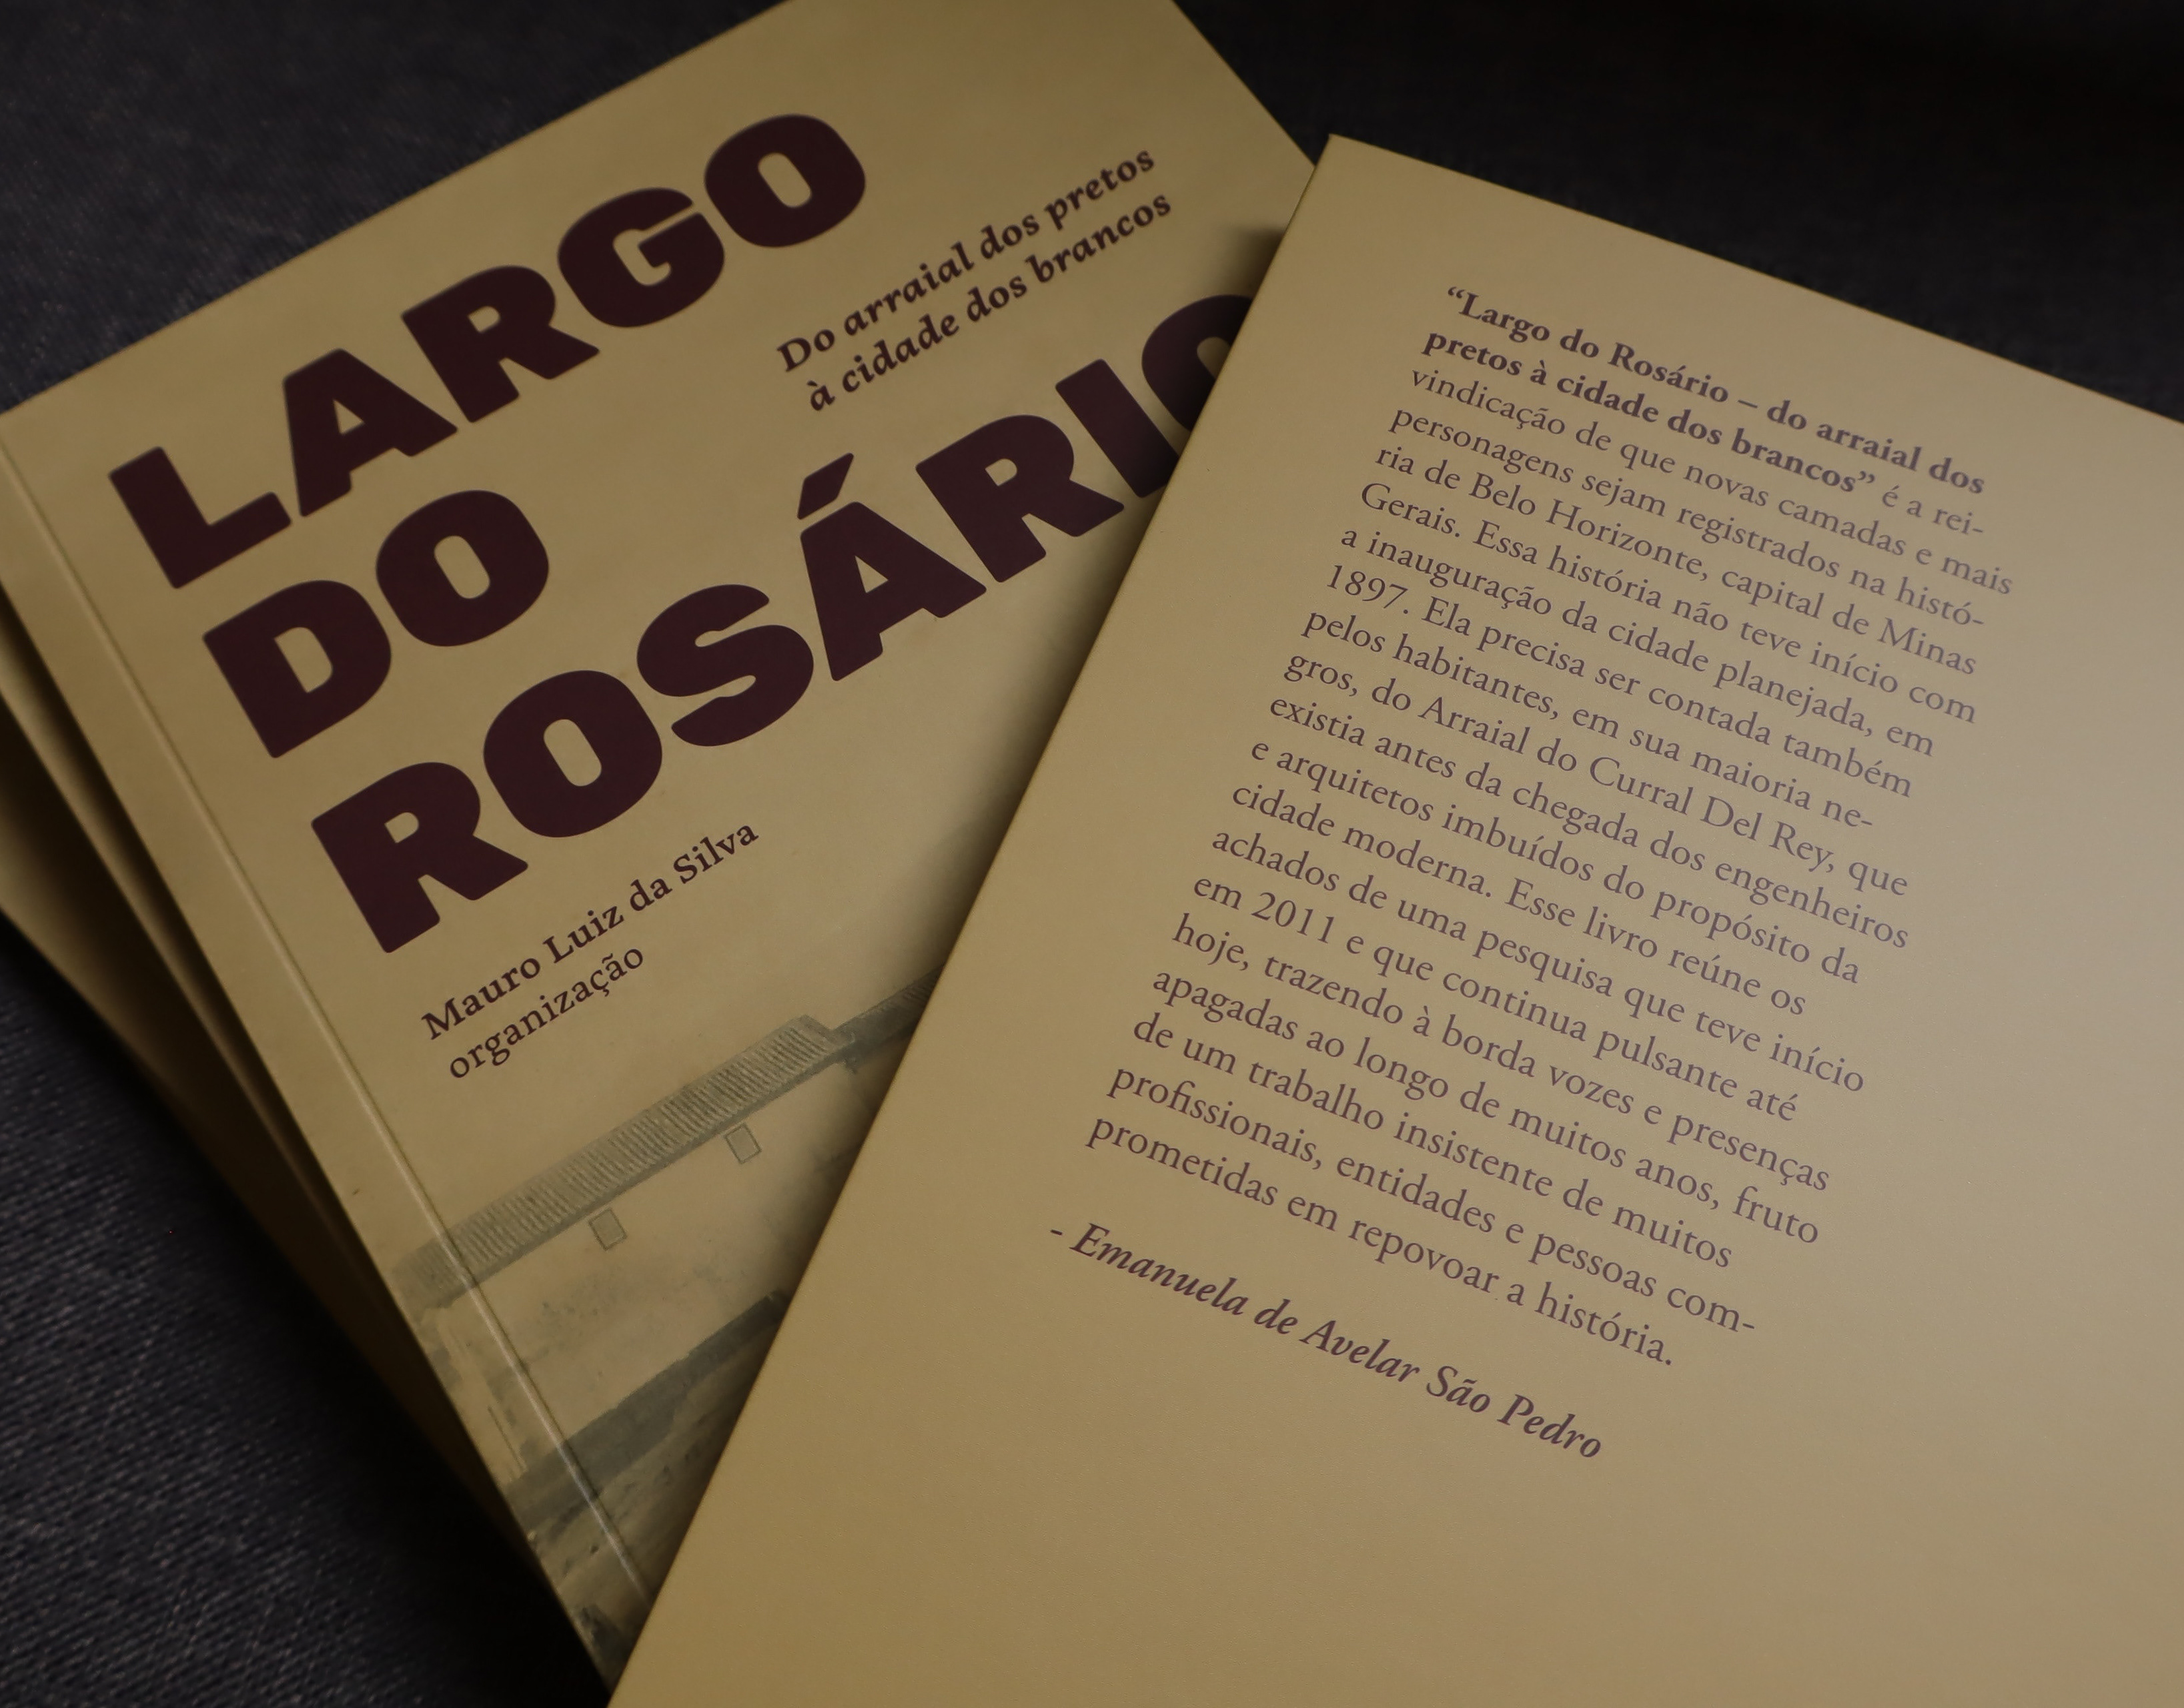 LARGO
Do arraial dos pretos
à cidade dos brancos
DO
ROSÁRIO
Mauro Luiz da Silva
organização
“Largo do Rosário – do arraial dos
pretos à cidade dos brancos” é a rei-
vindicação de que novas camadas e mais
personagens sejam registrados na histó-
ria de Belo Horizonte, capital de Minas
Gerais. Essa história não teve início com
a inauguração da cidade planejada, em
1897. Ela precisa ser contada também
pelos habitantes, em sua maioria ne-
gros, do Arraial do Curral Del Rey, que
existia antes da chegada dos engenheiros
e arquitetos imbuídos do propósito da
cidade moderna. Esse livro reúne os
achados de uma pesquisa que teve início
em 2011 e que continua pulsante até
hoje, trazendo à borda vozes e presenças
apagadas ao longo de muitos anos, fruto
de um trabalho insistente de muitos
profissionais, entidades e pessoas com-
prometidas em repovoar a história.
- Emanuela de Avelar São Pedro